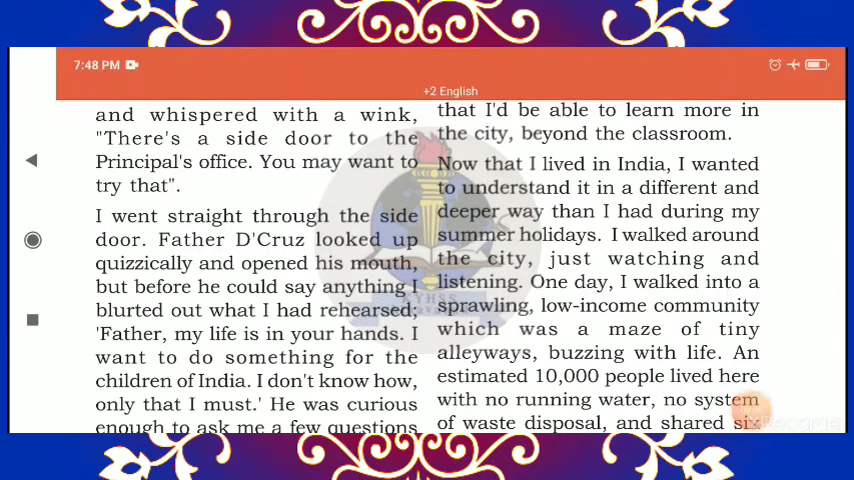 7:48 PM
+2 English
and whispered with a wink,
"There's a side door to the
Principal's office. You may want to
try that".
I went straight through the side
door. Father D'Cruz looked up
quizzically and opened his mouth,
but before he could say anything I
blurted out what I had rehearsed;
'Father, my life is in your hands. I
want to do something for the
children of India. I don't know how,
only that I must.' He was curious
enough to ask me a few questions
that I'd be able to learn more in
the city, beyond the classroom.
Now that I lived in India, I wanted
to understand it in a different and
deeper way than I had during my
summer holidays. I walked around
the city, just watching and
listening. One day, I walked into a
sprawling, low-income community
which was a maze of tiny
alleyways, buzzing with life. An
estimated 10,000 people lived here
with no running water, no system
of waste disposal, and shared six
KYHSS